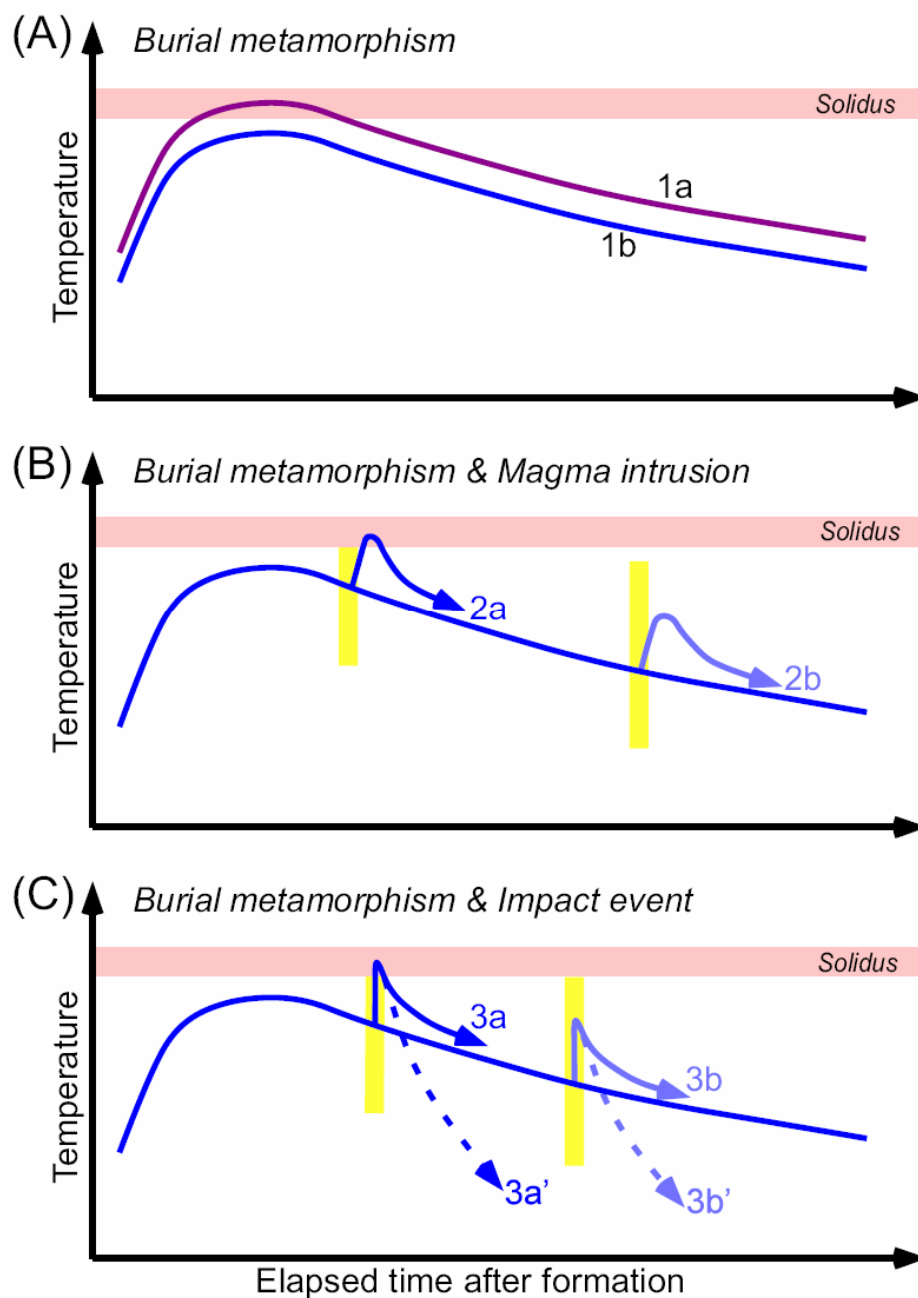 (A) Burial metamorphism
Solidus
Temperature
1a
1b
(B) Burial metamorphism & Magma intrusion
Solidus
Temperature
2a
2b
(C) Burial metamorphism & Impact event
Solidus
Temperature
3a
3b
3a’
3b’
Elapsed time after formation